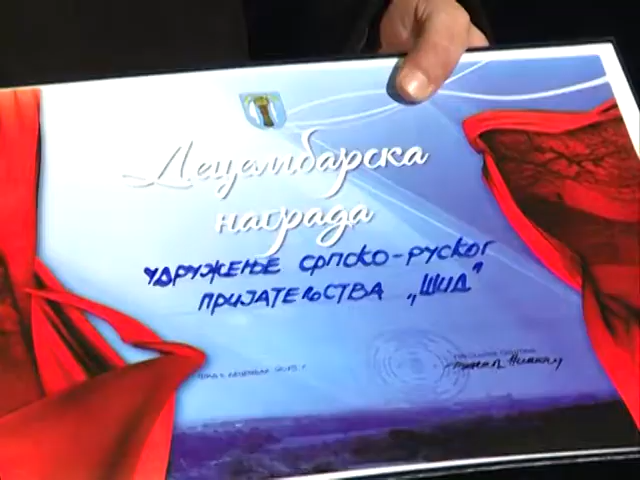 Децембарска
награда
УДРУЖЕЊЕ СРПСКО-РУСКОГ
ПРИЈАТЕЉСТВА „ШИД"